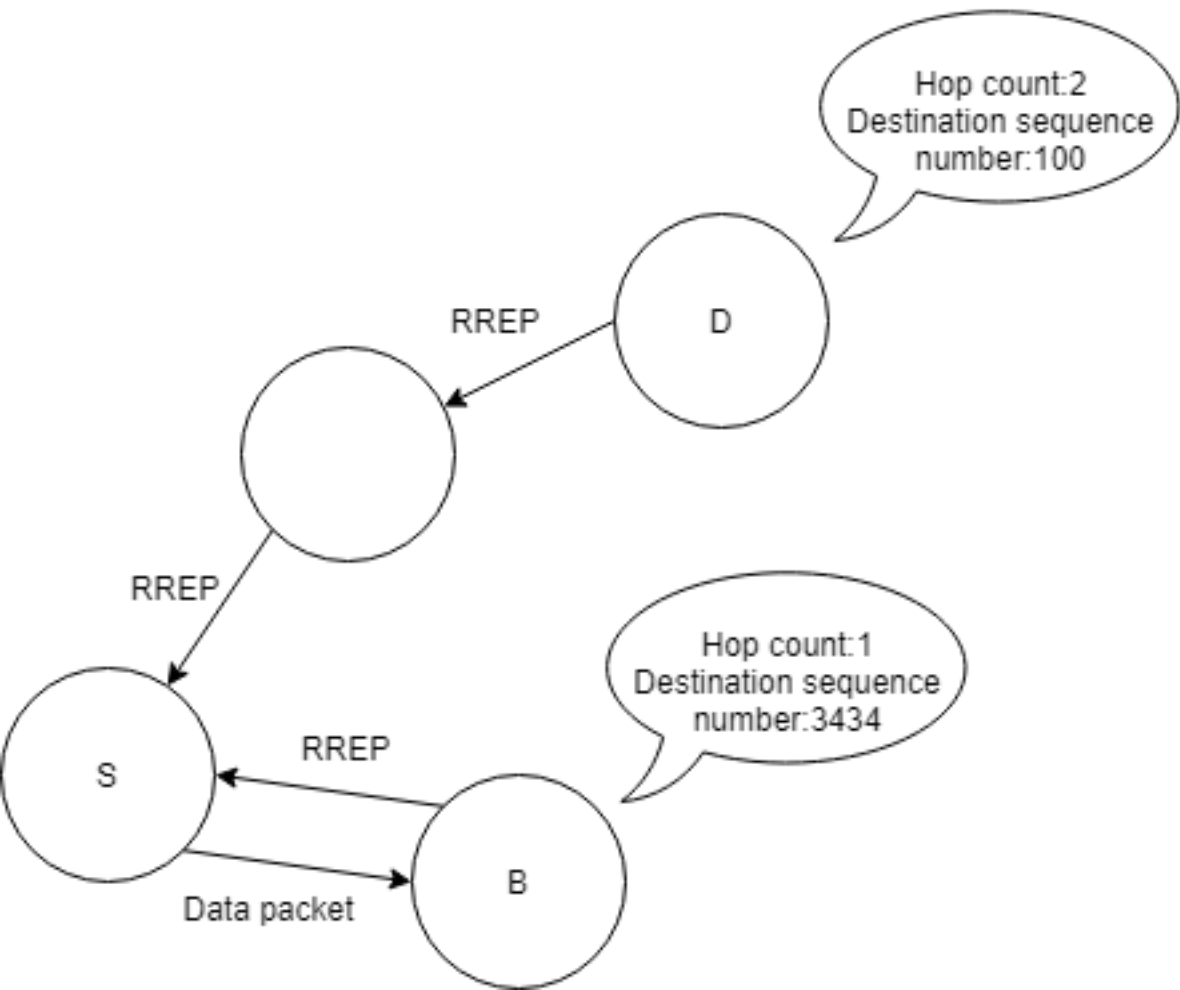 Hop count:2
Destination sequence
number:100
RREP
D
RREP
Hop count:1
Destination sequence
number:3434
RREP
S
B
Data packet